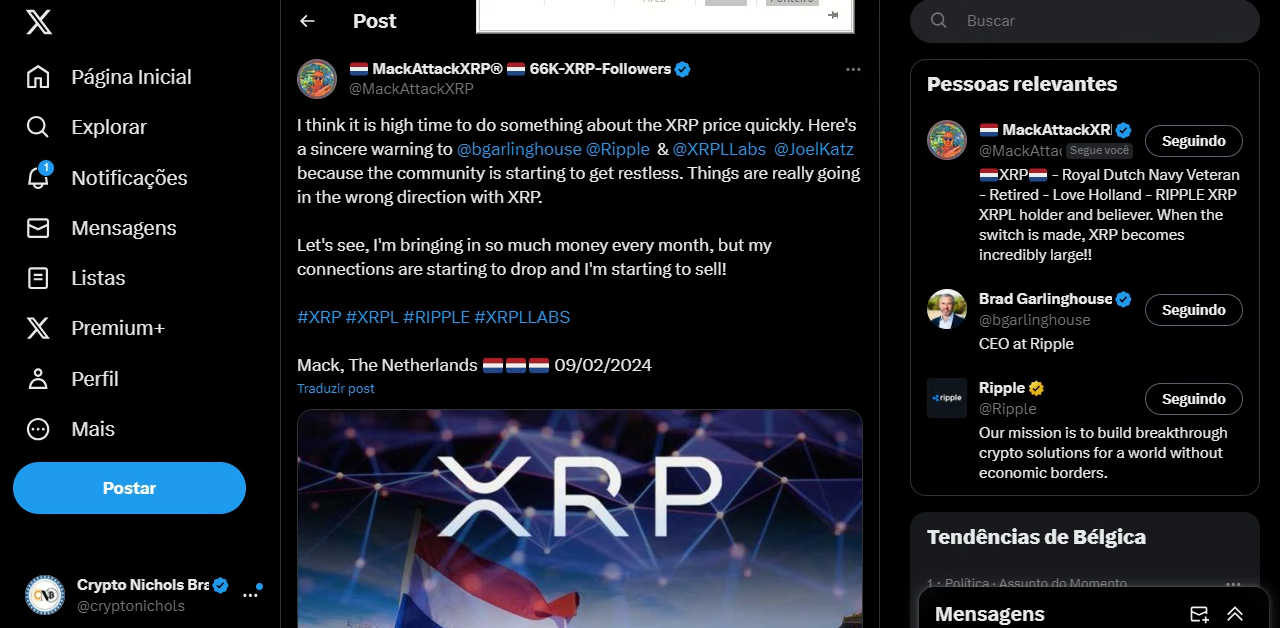 Post
Buscar
Página Inicial
Explorar
1
Notificações
Mensagens
Listas
Premium+
Perfil
Mais
Postar
Crypto Nichols Bra
@cryptonichols
MackAttackXRP® 66K-XRP-Followers
@MackAttackXRP
I think it is high time to do something about the XRP price quickly. Here's
a sincere warning to @bgarlinghouse @Ripple & @XRPLLabs @JoelKatz
because the community is starting to get restless. Things are really going
in the wrong direction with XRP.
Let's see, I'm bringing in so much money every month, but my
connections are starting to drop and I'm starting to sell!
#XRP #XRPL #RIPPLE #XRPLLABS
Mack, The Netherlands 🇳🇱🇳🇱🇳🇱 09/02/2024
Traduzir post
XRP
Pessoas relevantes
MackAttackXR
@MackAtta Segue você
Seguindo
🇳🇱XRP🇳🇱 - Royal Dutch Navy Veteran
- Retired - Love Holland - RIPPLE XRP
XRPL holder and believer. When the
switch is made, XRP becomes
incredibly large!!
Brad Garlinghouse
@bgarlinghouse
Seguindo
CEO at Ripple
ripple
Ripple
@Ripple
Seguindo
Our mission is to build breakthrough
crypto solutions for a world without
economic borders.
Tendências de Bélgica
1 · Política · Assunto do Momento
Mensagens